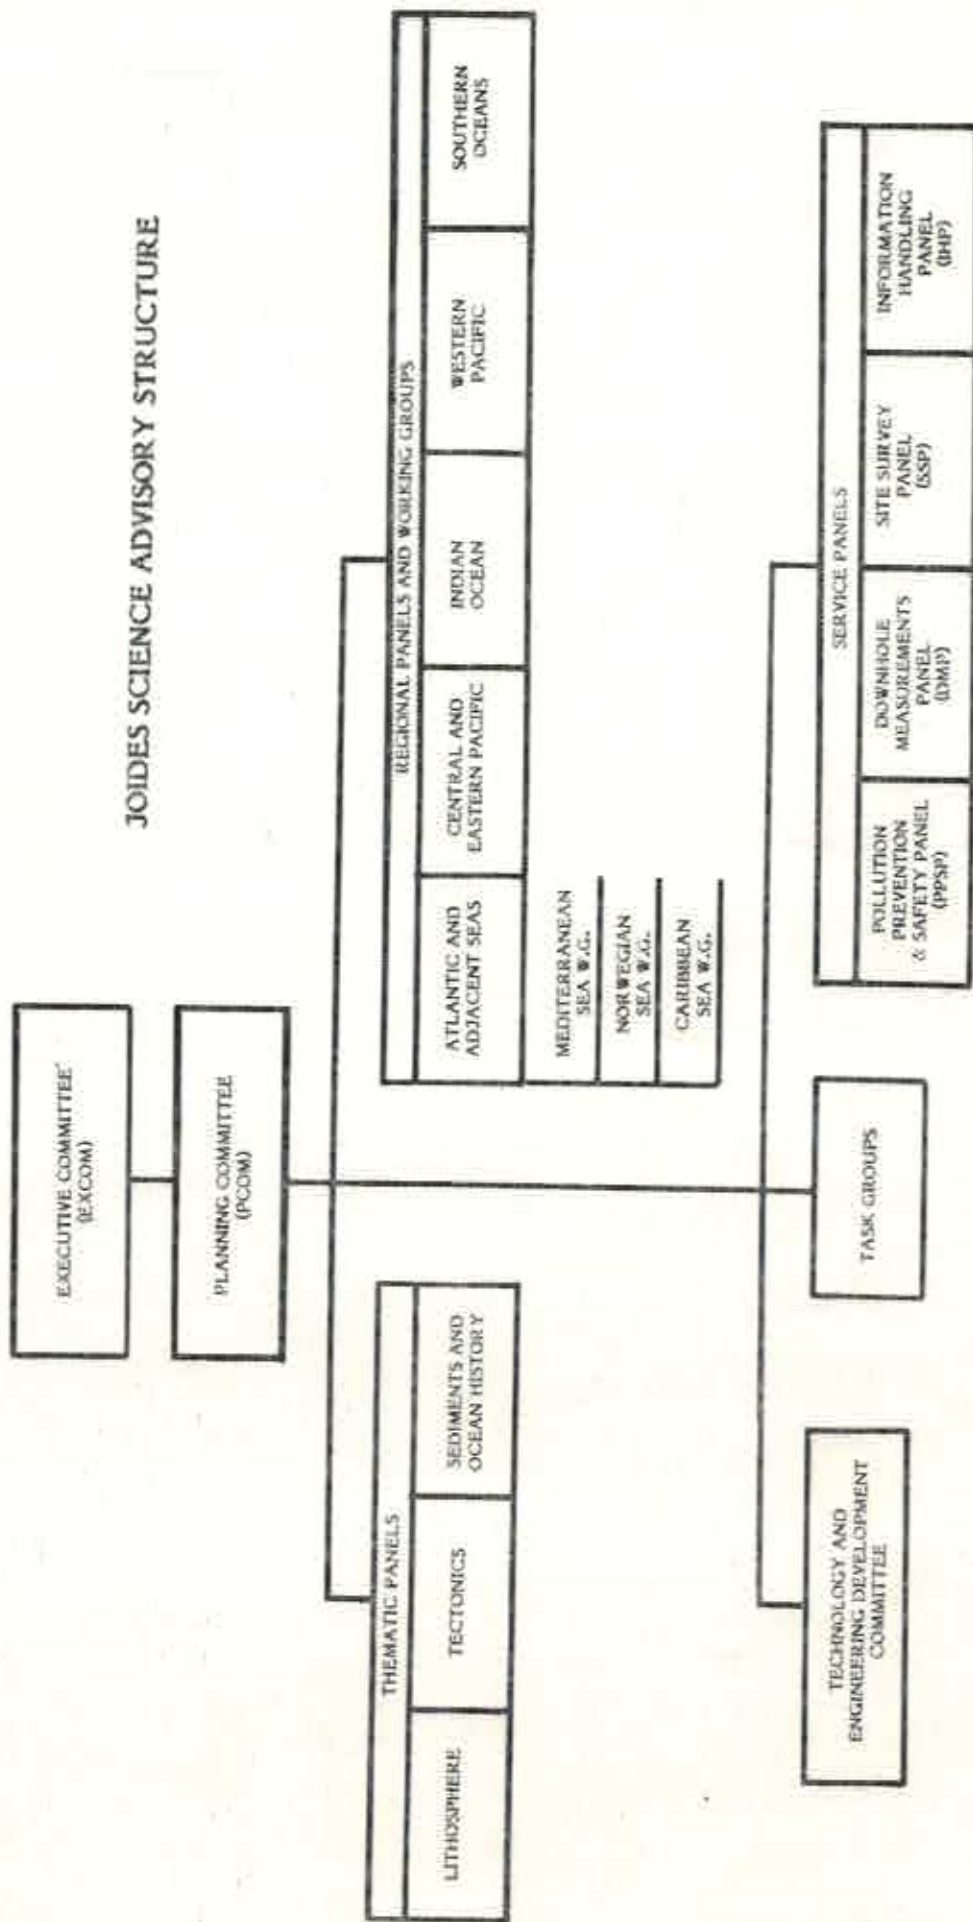 JOIDES SCIENCE ADVISORY STRUCTURE
EXECUTIVE COMMITTEE
(EXCOM)
PLANNING COMMITTEE
(PCOM)
THEMATIC PANELS
LITHOSPHERE
TECTONICS
SEDIMENTS AND
OCEAN HISTORY
REGIONAL PANELS AND WORKING GROUPS
ATLANTIC AND
ADJACENT SEAS
CENTRAL AND
EASTERN PACIFIC
INDIAN
OCEAN
WESTERN
PACIFIC
SOUTHERN
OCEANS
MEDITERRANEAN
SEA W.G.
NORWEGIAN
SEA W.G.
CARIBBEAN
SEA W.G.
TECHNOLOGY AND
ENGINEERING DEVELOPMENT
COMMITTEE
TASK GROUPS
SERVICE PANELS
POLLUTION
PREVENTION
& SAFETY PANEL
(PPSP)
DOWNHOLE
MEASUREMENTS
PANEL
(DMP)
SITE SURVEY
PANEL
(SSP)
INFORMATION
HANDLING
PANEL
(IHP)